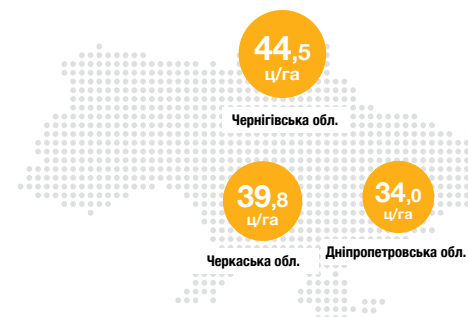 44,5
ц/га
Чернігівська обл.
39,8
ц/га
Черкаська обл.
34,0
ц/га
Дніпропетровська обл.